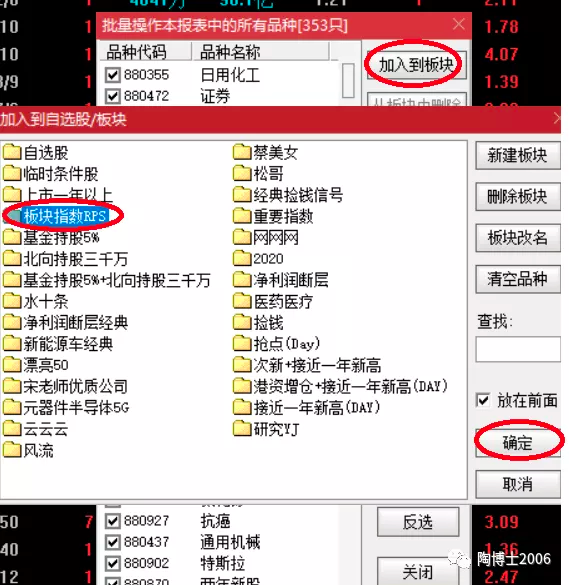 批量操作本报表中的所有品种[353只]
品种代码 品种名称
880355 日用化工
880472 证券
加入到板块
10 1 1.78
10 1 4.07
3/9 1 1.39
加入到自选股/板块
自选股
临时条件股
上市一年以上
板块指数RPS
基金持股5%
北向持股三千万
基金持股5%+北向持股三千万
水十条
净利润断层经典
新能源车经典
漂亮50
宋老师优质公司
元器件半导体5G
云云云
风流
蔡美女
松哥
经典捡钱信号
重要指数
网网网
2020
净利润断层
医药医疗
捡钱
抢点(Day)
次新+接近一年新高
港资增仓+接近一年新高(DAY)
接近一年新高(DAY)
研究YJ
新建板块
删除板块
板块改名
清空品种
查找:
放在前面
确定
取消
50 7 880927 抗癌 反选 3.09
40 1 880437 通用机械 1.36
12 1 880902 特斯拉 关闭 2.47
陶博士2006